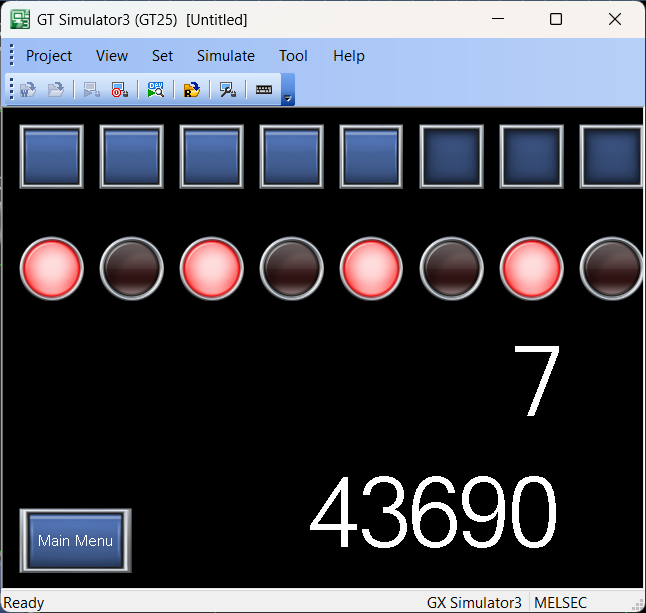 GT Simulator3 (GT25) [Untitled]
Project View Set Simulate Tool Help
7
43690
Main Menu
Ready GX Simulator3 MELSEC